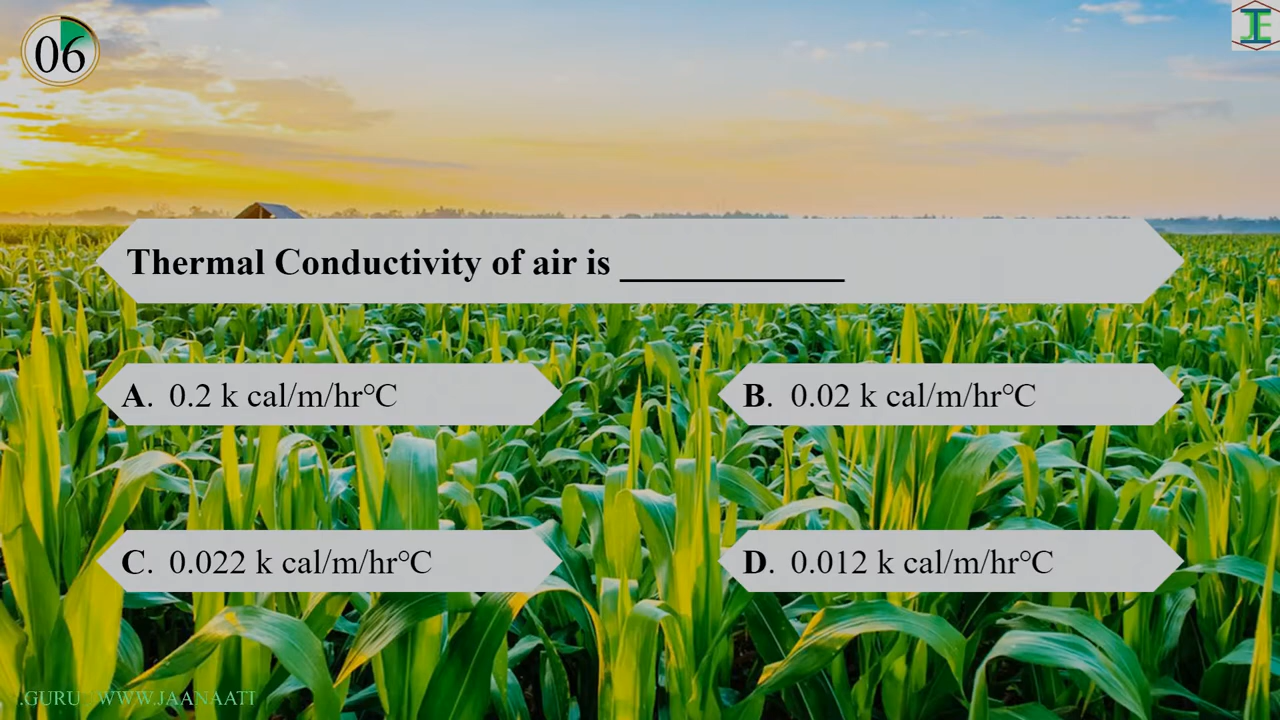 06
JE
Thermal Conductivity of air is ____________
A. 0.2 k cal/m/hr°C
B. 0.02 k cal/m/hr°C
C. 0.022 k cal/m/hr°C
D. 0.012 k cal/m/hr°C
.GURU WWW.JAANAATI